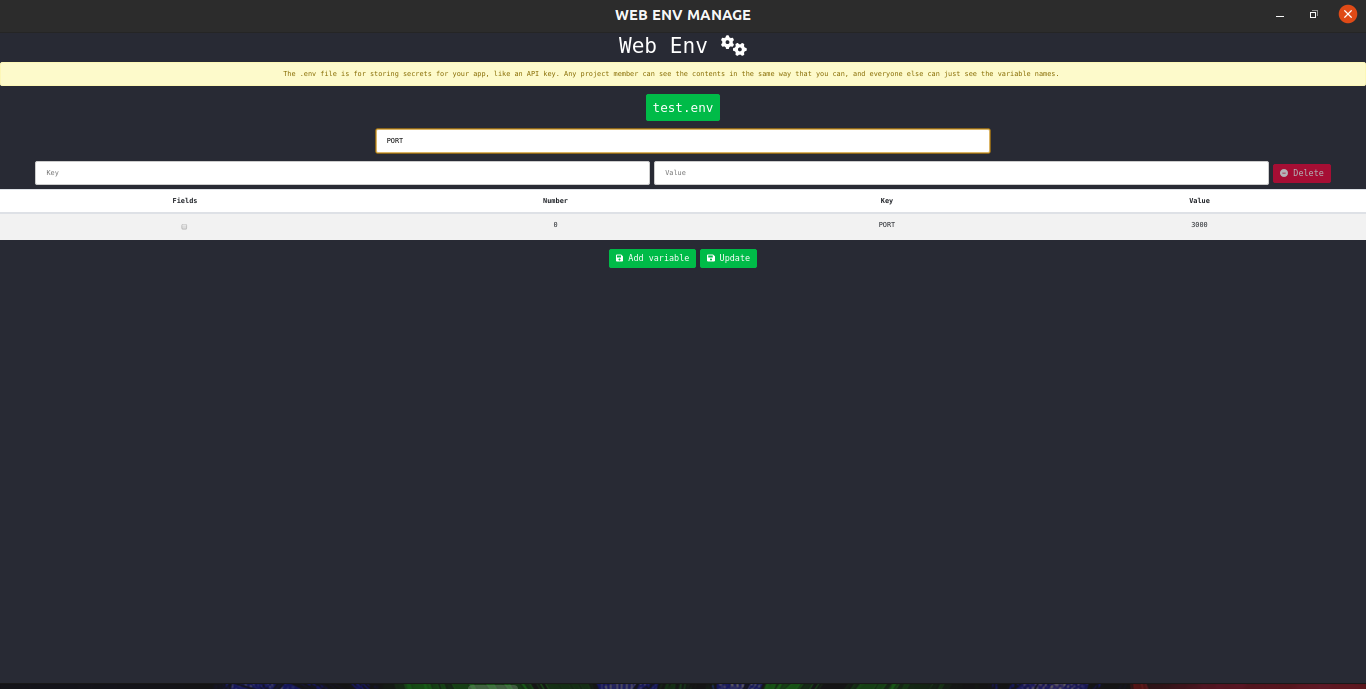 WEB ENV MANAGE
Web Env
The .env file is for storing secrets for your app, like an API key. Any project member can see the contents in the same way that you can, and everyone else can just see the variable names.
test.env
PORT
Key Value Delete
Fields Number Key Value
0 PORT 3000
Add variable Update